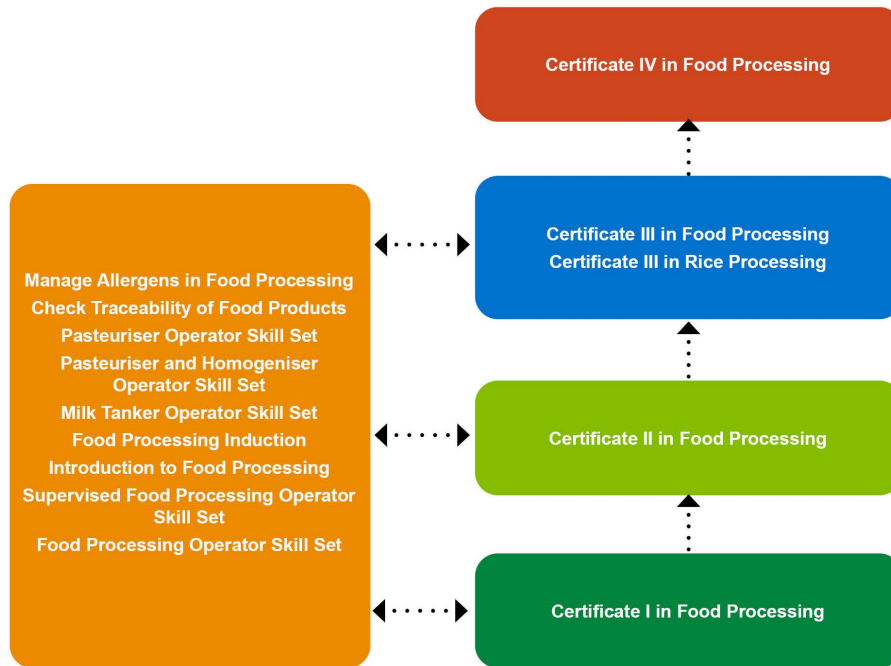 Certificate IV in Food Processing
Certificate III in Food Processing
Certificate III in Rice Processing
Manage Allergens in Food Processing
Check Traceability of Food Products
Pasteuriser Operator Skill Set
Pasteuriser and Homogeniser
Operator Skill Set
Milk Tanker Operator Skill Set
Food Processing Induction
Introduction to Food Processing
Supervised Food Processing Operator
Skill Set
Food Processing Operator Skill Set
Certificate II in Food Processing
Certificate I in Food Processing